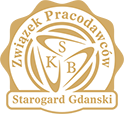 Związek Pracodawców
S
K B
Starogard Gdanski